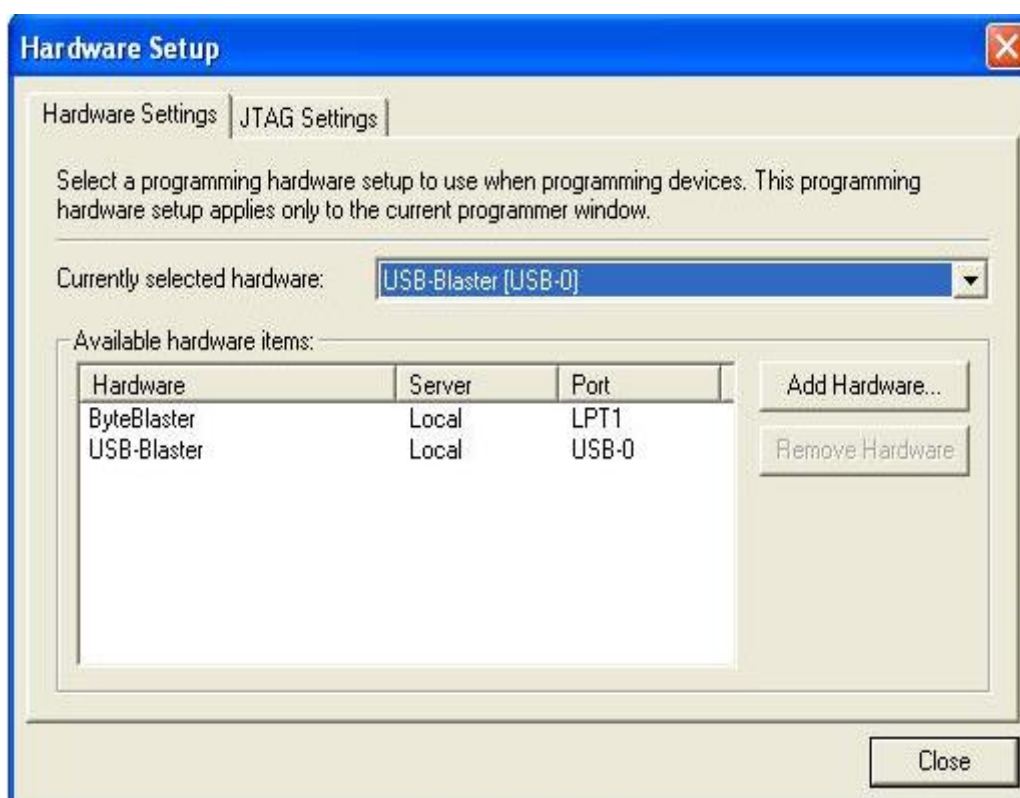 Hardware Setup
Hardware Settings JTAG Settings
Select a programming hardware setup to use when programming devices. This programming
hardware setup applies only to the current programmer window.
Currently selected hardware: USB-Blaster [USB-0]
Available hardware items:
Hardware Server Port
ByteBlaster Local LPT1
USB-Blaster Local USB-0
Add Hardware...
Remove Hardware
Close